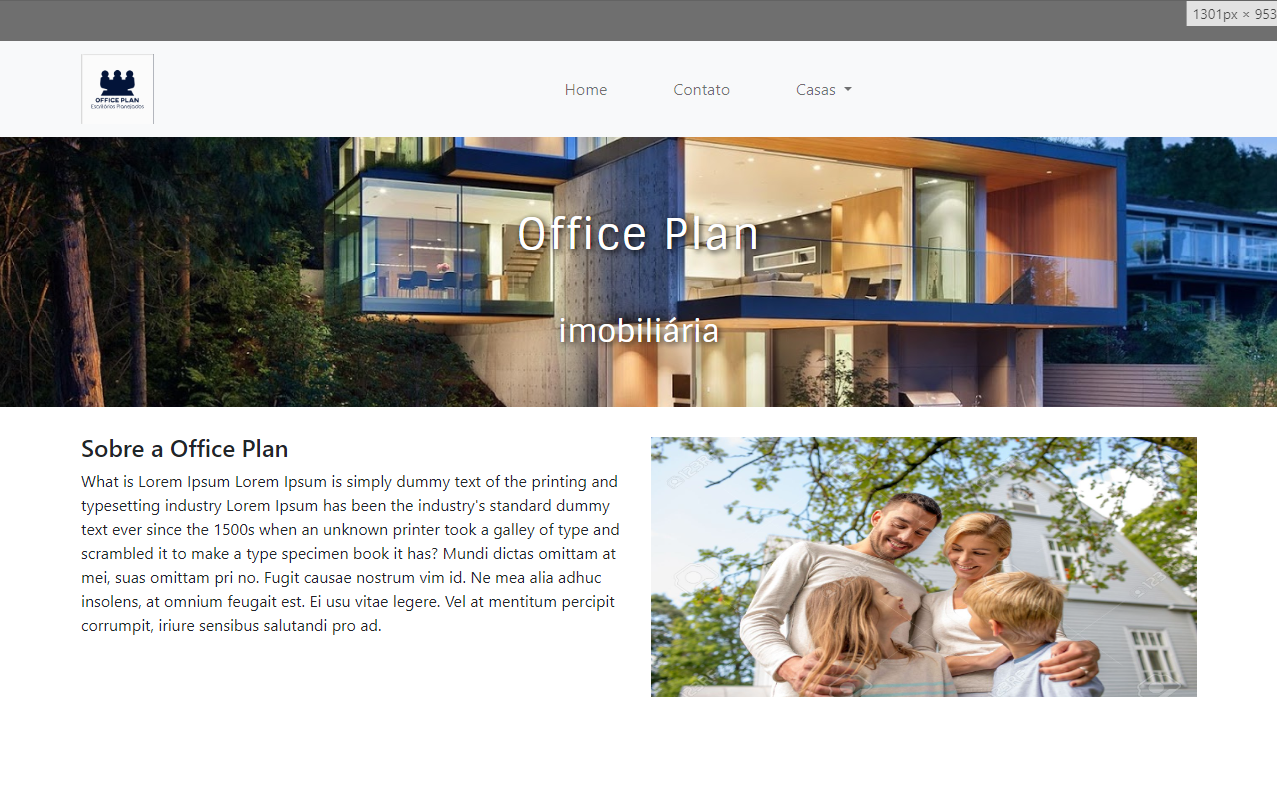 1301px × 953
OFFICE PLAN
Escritórios Planejados
Home Contato Casas
Office Plan
imobiliária
Sobre a Office Plan
What is Lorem Ipsum Lorem Ipsum is simply dummy text of the printing and
typesetting industry Lorem Ipsum has been the industry's standard dummy
text ever since the 1500s when an unknown printer took a galley of type and
scrambled it to make a type specimen book it has? Mundi dictas omittam at
mei, suas omittam pri no. Fugit causae nostrum vim id. Ne mea alia adhuc
insolens, at omnium feugait est. Ei usu vitae legere. Vel at mentitum percipit
corrumpit, iriure sensibus salutandi pro ad.